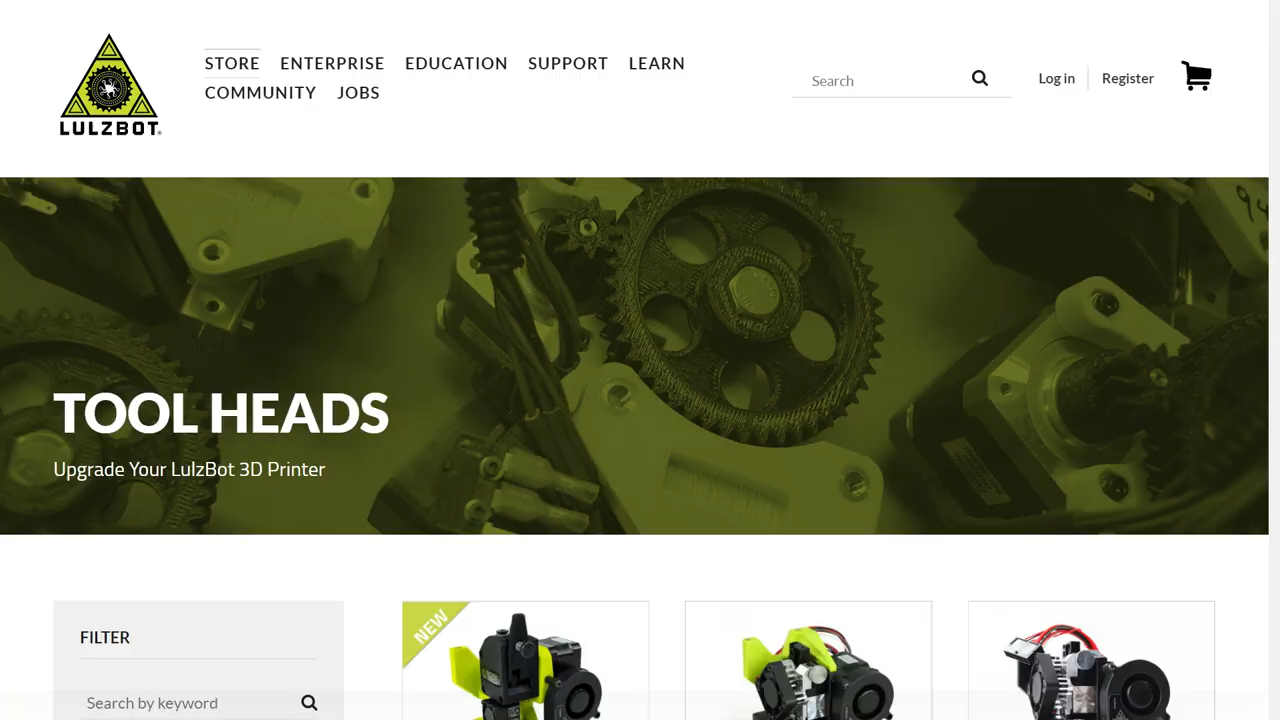 STORE ENTERPRISE EDUCATION SUPPORT LEARN
COMMUNITY JOBS
Search
Log in Register
LULZBOT
TOOL HEADS
Upgrade Your LulzBot 3D Printer
FILTER
NEW
Search by keyword